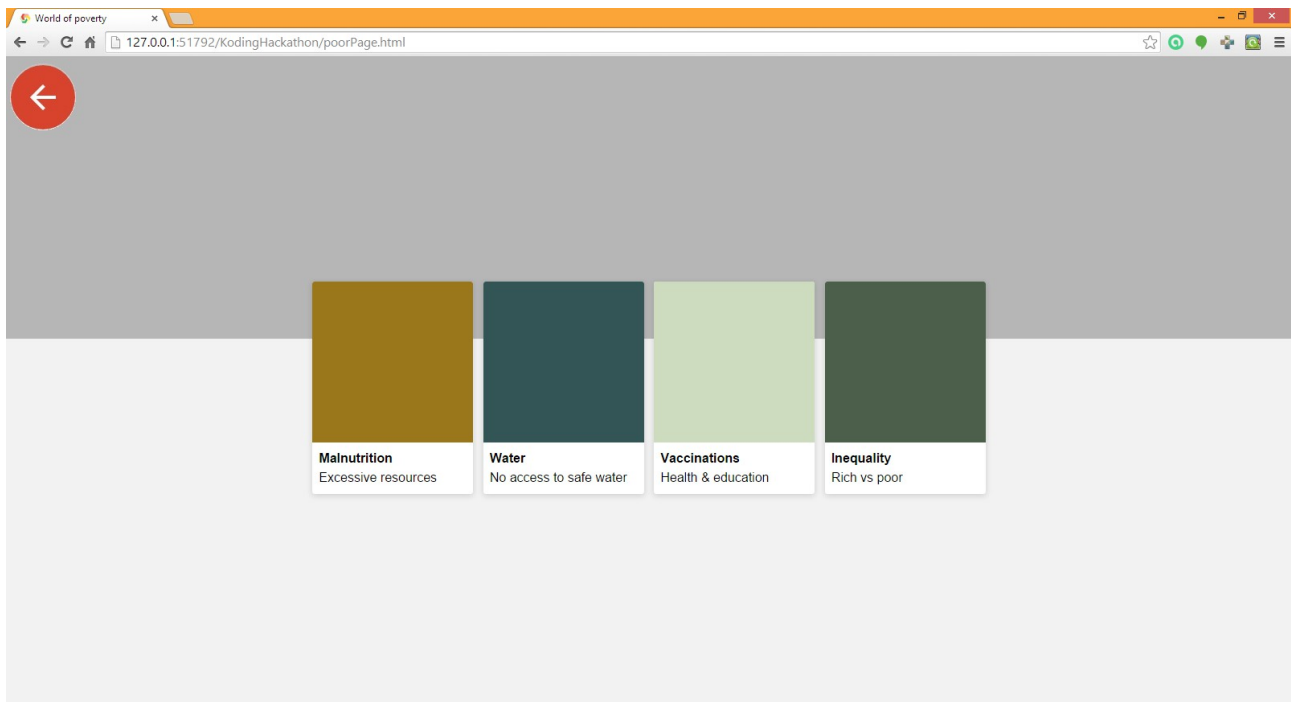 World of poverty
127.0.0.1:51792/KodingHackathon/poorPage.html
Malnutrition
Excessive resources
Water
No access to safe water
Vaccinations
Health & education
Inequality
Rich vs poor